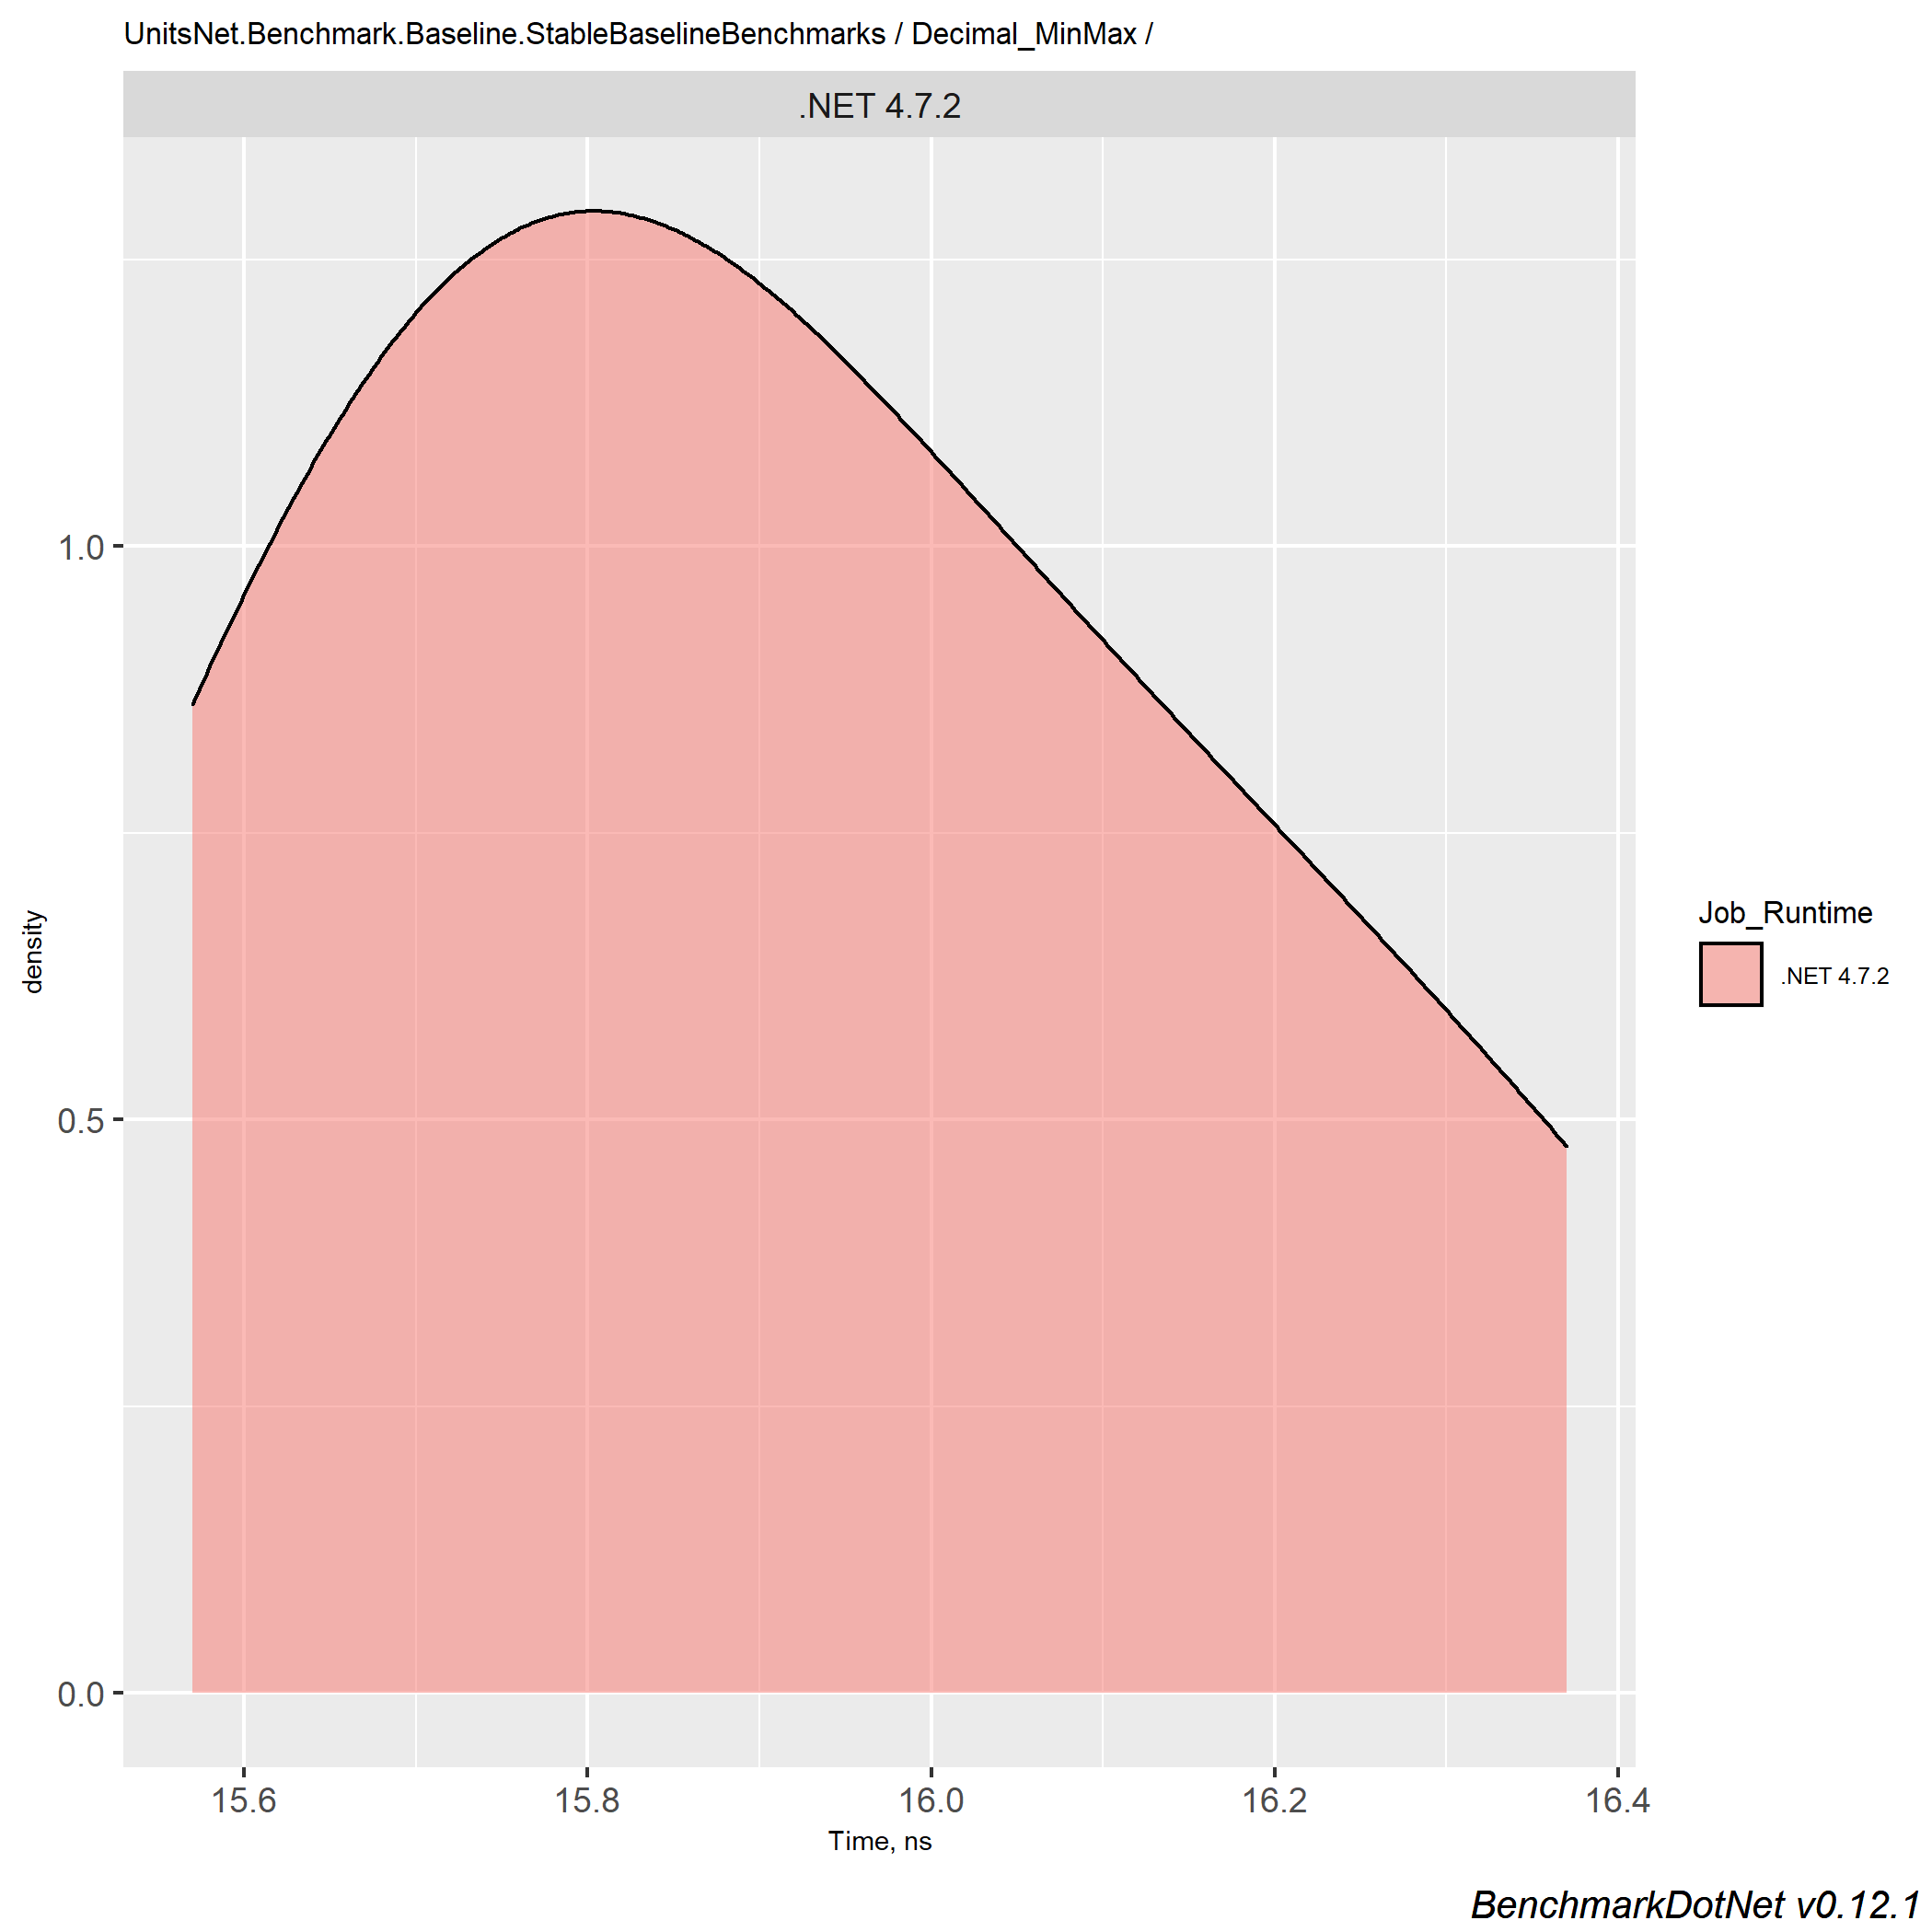 UnitsNet.Benchmark.Baseline.StableBaselineBenchmarks / Decimal_MinMax /
.NET 4.7.2
1.0
0.5
0.0
density
15.6 15.8 16.0 16.2 16.4
Time, ns
Job_Runtime
.NET 4.7.2
BenchmarkDotNet v0.12.1